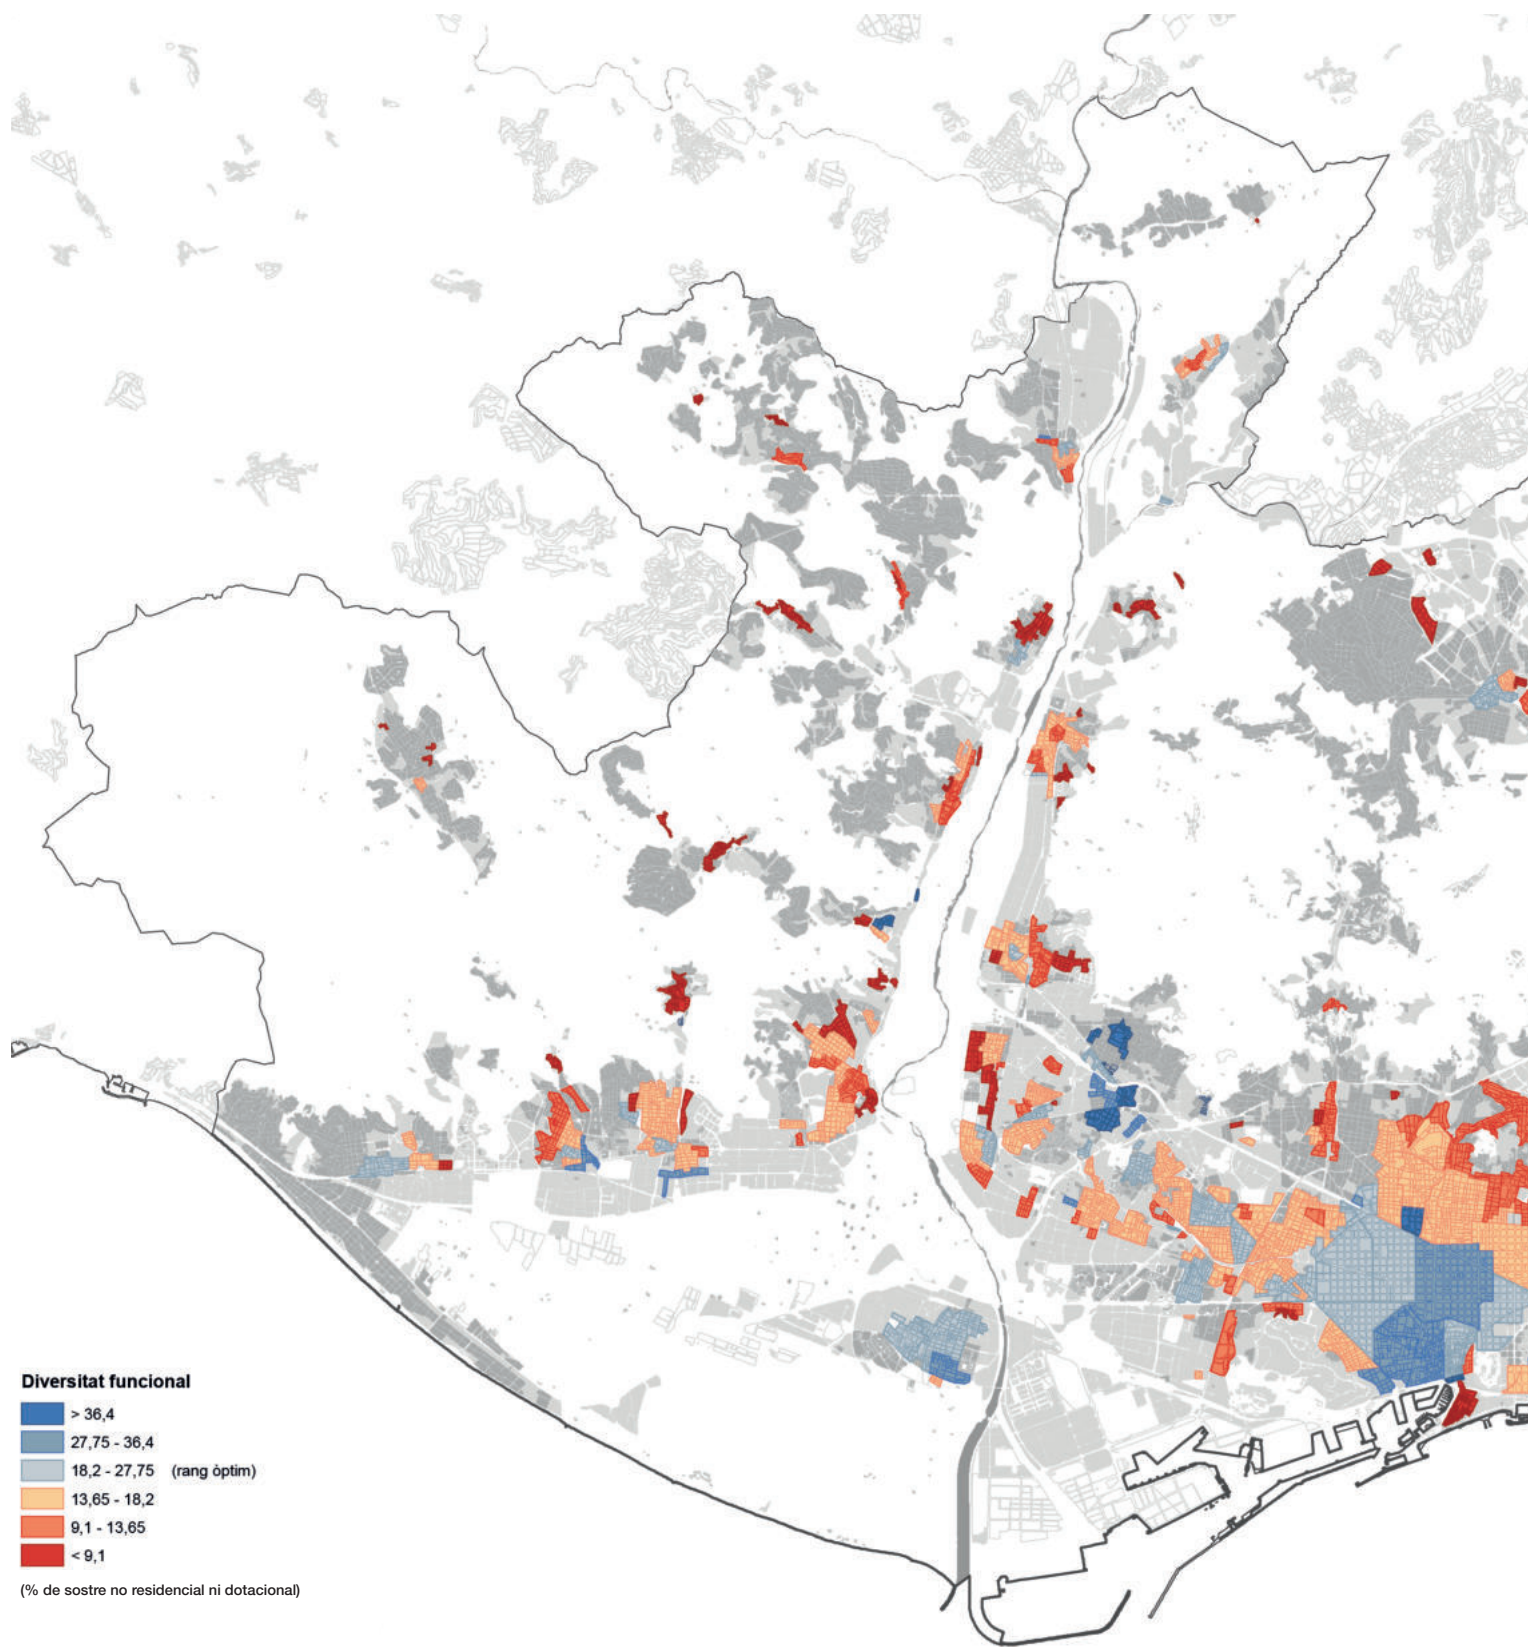 Diversitat funcional
> 36,4
27,75 - 36,4
18,2 - 27,75 (rang òptim)
13,65 - 18,2
9,1 - 13,65
< 9,1
(% de sostre no residencial ni dotacional)